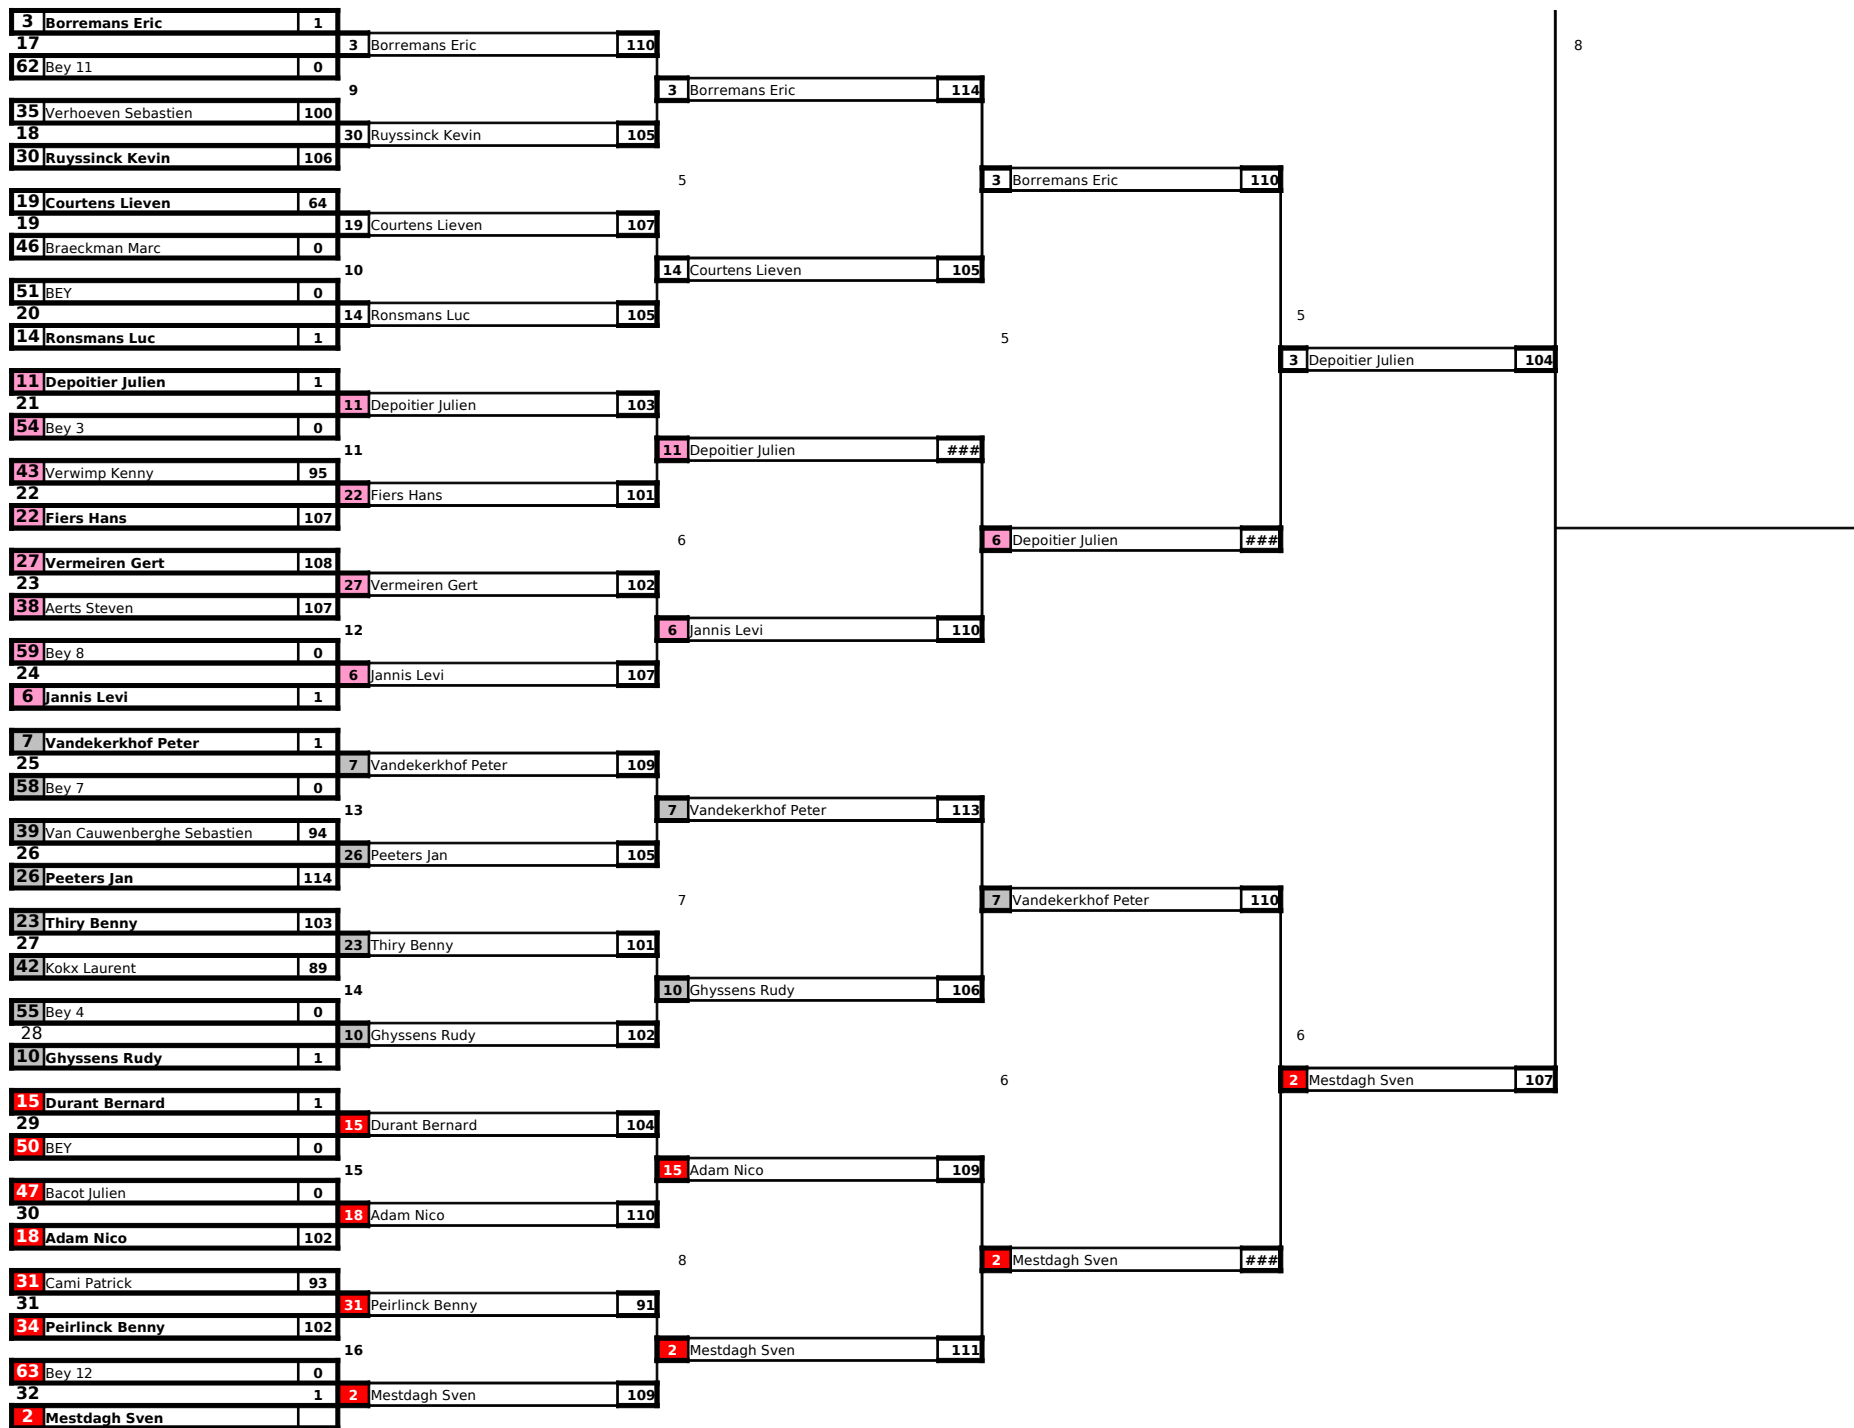 3 Borremans Eric 1
17
3 Borremans Eric 110
8
62 Bey 11 0
9
3 Borremans Eric 114
35 Verhoeven Sebastien 100
18
30 Ruyssinck Kevin 105
30 Ruyssinck Kevin 106
5
3 Borremans Eric 110
19 Courtens Lieven 64
19
19 Courtens Lieven 107
46 Braeckman Marc 0
10
14 Courtens Lieven 105
51 BEY 0
20
14 Ronsmans Luc 105
5
14 Ronsmans Luc 1
5
3 Depoitier Julien 104
11 Depoitier Julien 1
21
11 Depoitier Julien 103
54 Bey 3 0
11
11 Depoitier Julien ###
43 Verwimp Kenny 95
22
22 Fiers Hans 101
22 Fiers Hans 107
6
6 Depoitier Julien ###
27 Vermeiren Gert 108
23
27 Vermeiren Gert 102
38 Aerts Steven 107
12
6 Jannis Levi 110
59 Bey 8 0
24
6 Jannis Levi 107
6 Jannis Levi 1
7 Vandekerkhof Peter 1
25
7 Vandekerkhof Peter 109
58 Bey 7 0
13
7 Vandekerkhof Peter 113
39 Van Cauwenberghe Sebastien 94
26
26 Peeters Jan 105
26 Peeters Jan 114
7
7 Vandekerkhof Peter 110
23 Thiry Benny 103
27
23 Thiry Benny 101
42 Kokx Laurent 89
14
10 Ghyssens Rudy 106
55 Bey 4 0
28
10 Ghyssens Rudy 102
6
10 Ghyssens Rudy 1
6
2 Mestdagh Sven 107
15 Durant Bernard 1
29
15 Durant Bernard 104
50 BEY 0
15
15 Adam Nico 109
47 Bacot Julien 0
30
18 Adam Nico 110
18 Adam Nico 102
8
2 Mestdagh Sven ###
31 Cami Patrick 93
31
31 Peirlinck Benny 91
34 Peirlinck Benny 102
16
2 Mestdagh Sven 111
63 Bey 12 0
32 1
2 Mestdagh Sven 109
2 Mestdagh Sven